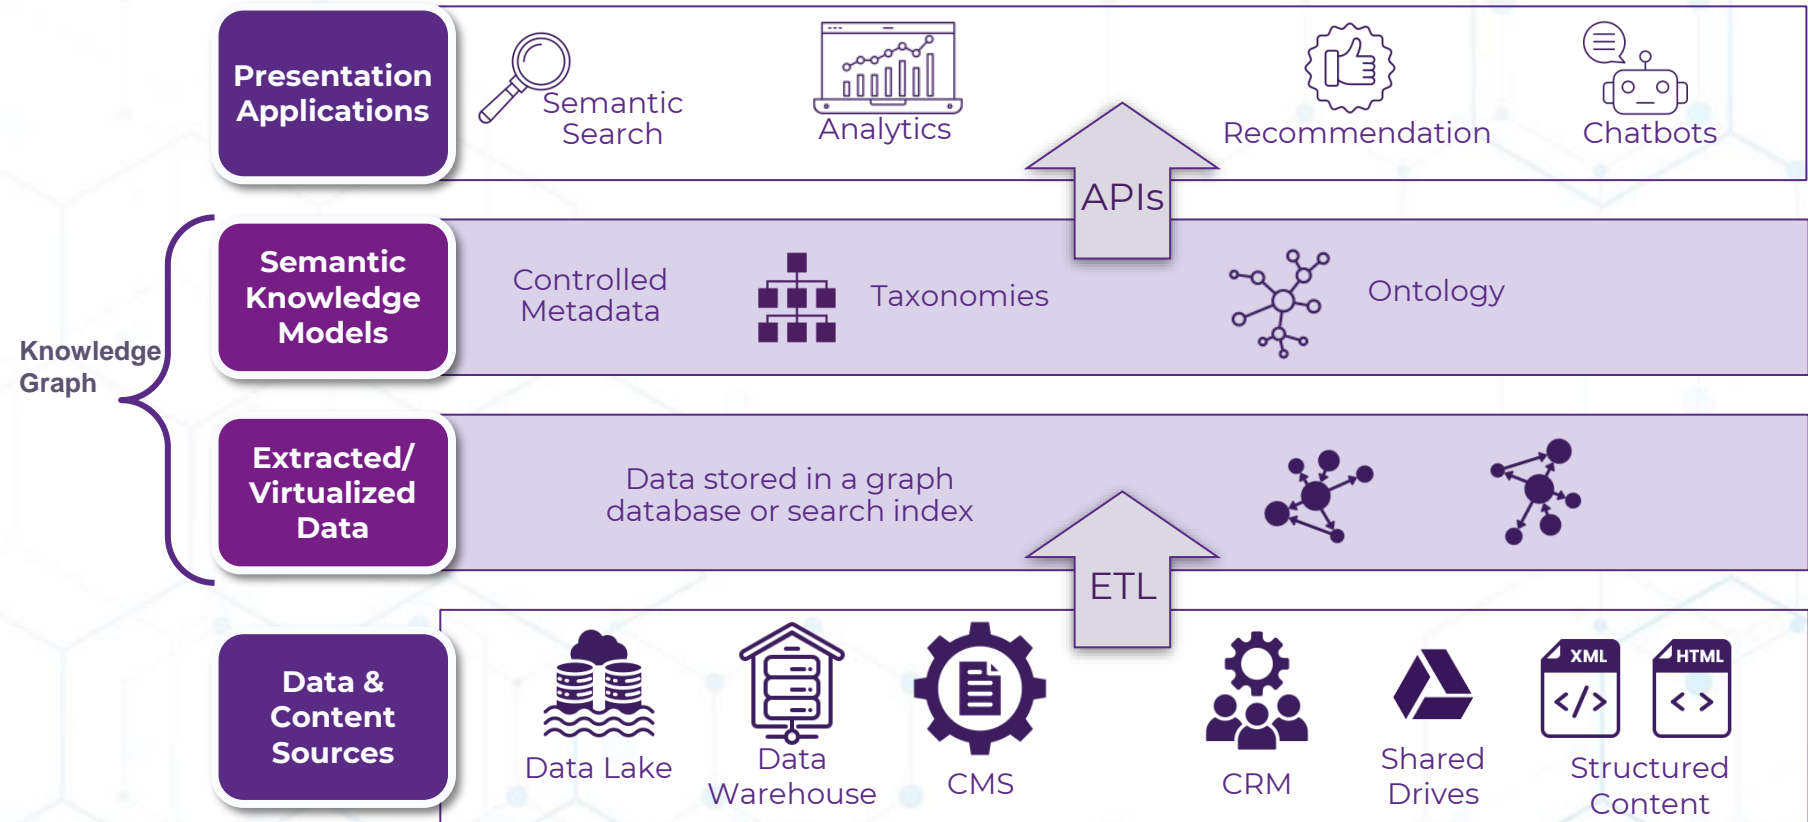 Presentation
Applications
Semantic
Search
Analytics
Recommendation
Chatbots
APIs
Semantic
Knowledge
Models
Controlled
Metadata
Taxonomies
Ontology
Knowledge
Graph
Extracted/
Virtualized
Data
Data stored in a graph
database or search index
ETL
Data &
Content
Sources
Data Lake
Data
Warehouse
CMS
CRM
Shared
Drives
XML
</>
HTML
< >
Structured
Content